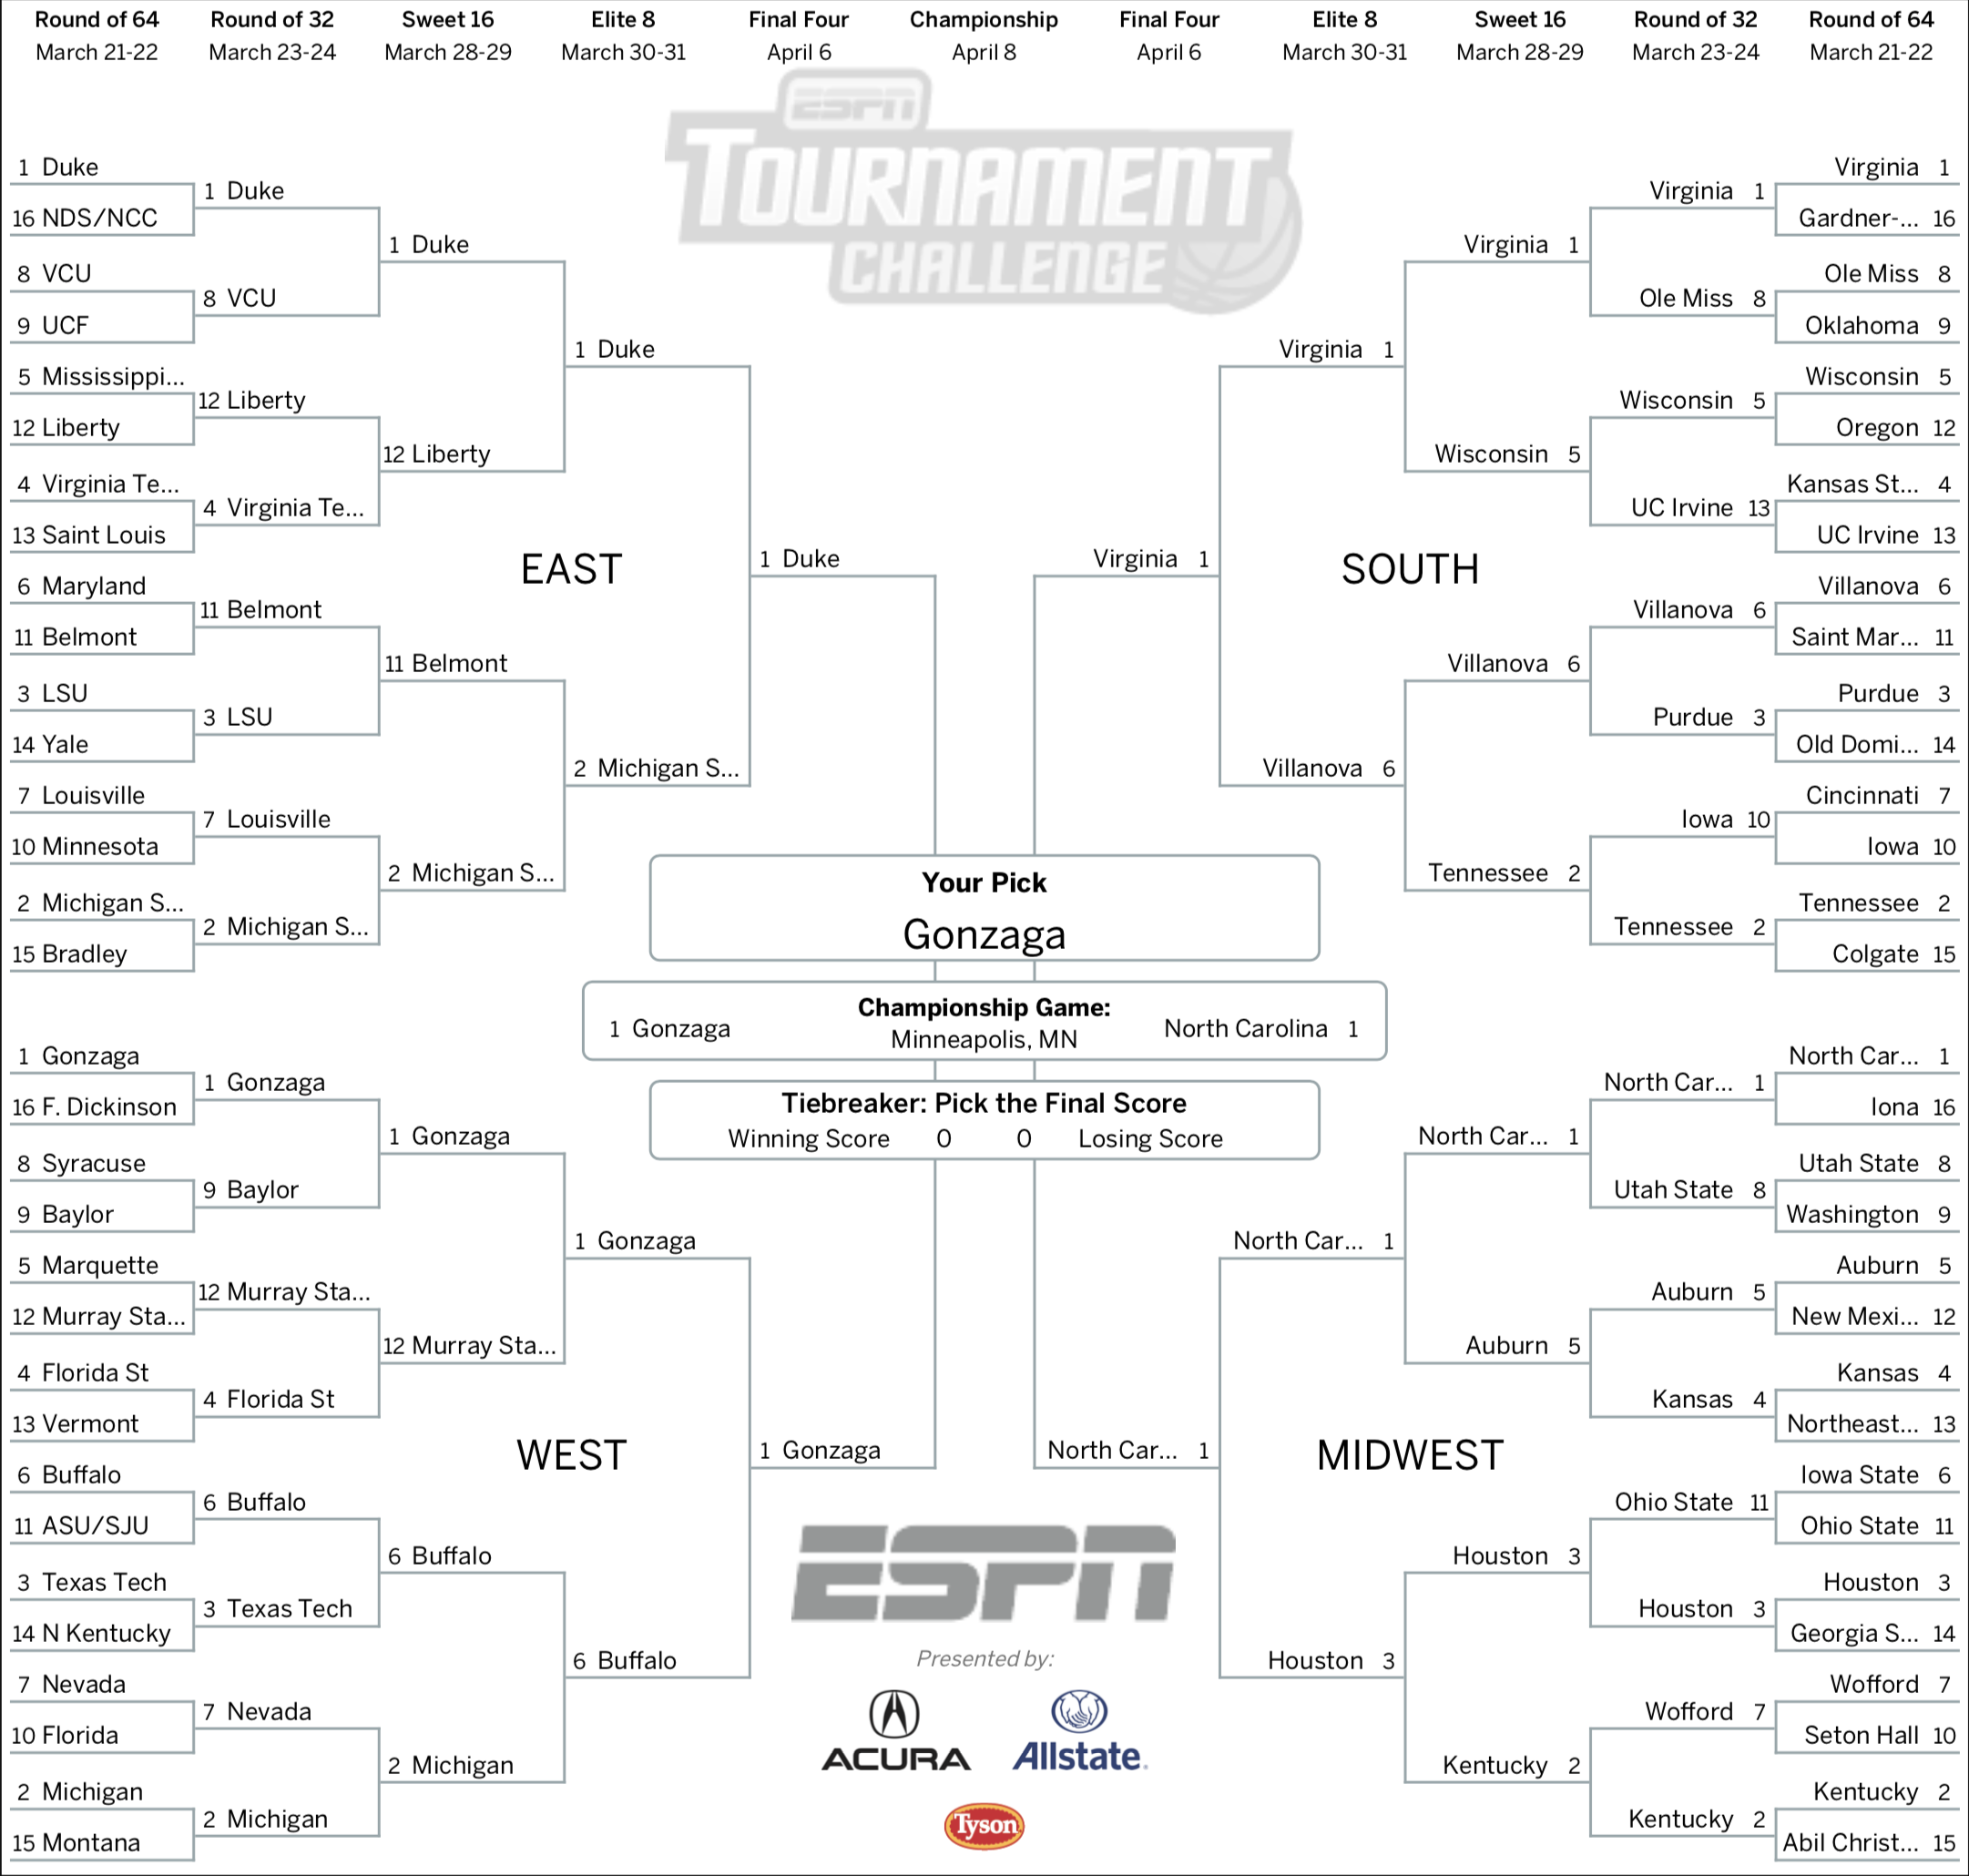 Round of 64
March 21-22
Round of 32
March 23-24
Sweet 16
March 28-29
Elite 8
March 30-31
Final Four
April 6
Championship
April 8
Final Four
April 6
Elite 8
March 30-31
Sweet 16
March 28-29
Round of 32
March 23-24
Round of 64
March 21-22
ESPN
TOURNAMENT
CHALLENGE
EAST
1 Duke
16 NDS/NCC
8 VCU
9 UCF
5 Mississippi...
12 Liberty
4 Virginia Te...
13 Saint Louis
6 Maryland
11 Belmont
3 LSU
14 Yale
7 Louisville
10 Minnesota
2 Michigan S...
15 Bradley
1 Duke
8 VCU
12 Liberty
4 Virginia Te...
11 Belmont
3 LSU
7 Louisville
2 Michigan S...
1 Duke
12 Liberty
11 Belmont
2 Michigan S...
1 Duke
2 Michigan S...
1 Duke
WEST
1 Gonzaga
16 F. Dickinson
8 Syracuse
9 Baylor
5 Marquette
12 Murray Sta...
4 Florida St
13 Vermont
6 Buffalo
11 ASU/SJU
3 Texas Tech
14 N Kentucky
7 Nevada
10 Florida
2 Michigan
15 Montana
1 Gonzaga
9 Baylor
12 Murray Sta...
4 Florida St
6 Buffalo
3 Texas Tech
7 Nevada
2 Michigan
1 Gonzaga
12 Murray Sta...
6 Buffalo
2 Michigan
1 Gonzaga
6 Buffalo
1 Gonzaga
Your Pick
Gonzaga
Championship Game:
1 Gonzaga
Minneapolis, MN
North Carolina 1
Tiebreaker: Pick the Final Score
Winning Score 0 0 Losing Score
SOUTH
Virginia 1
Gardner-... 16
Ole Miss 8
Oklahoma 9
Wisconsin 5
Oregon 12
Kansas St... 4
UC Irvine 13
Villanova 6
Saint Mar... 11
Purdue 3
Old Domi... 14
Cincinnati 7
Iowa 10
Tennessee 2
Colgate 15
Virginia 1
Ole Miss 8
Wisconsin 5
UC Irvine 13
Villanova 6
Purdue 3
Iowa 10
Tennessee 2
Virginia 1
Wisconsin 5
Villanova 6
Tennessee 2
Virginia 1
Villanova 6
Virginia 1
MIDWEST
North Car... 1
Iona 16
Utah State 8
Washington 9
Auburn 5
New Mexi... 12
Kansas 4
Northeast... 13
Iowa State 6
Ohio State 11
Houston 3
Georgia S... 14
Wofford 7
Seton Hall 10
Kentucky 2
Abil Christ... 15
North Car... 1
Utah State 8
Auburn 5
Kansas 4
Ohio State 11
Houston 3
Wofford 7
Kentucky 2
North Car... 1
Auburn 5
Houston 3
Kentucky 2
North Car... 1
Houston 3
North Car... 1
ESPN
Presented by:
ACURA
Allstate.
Tyson